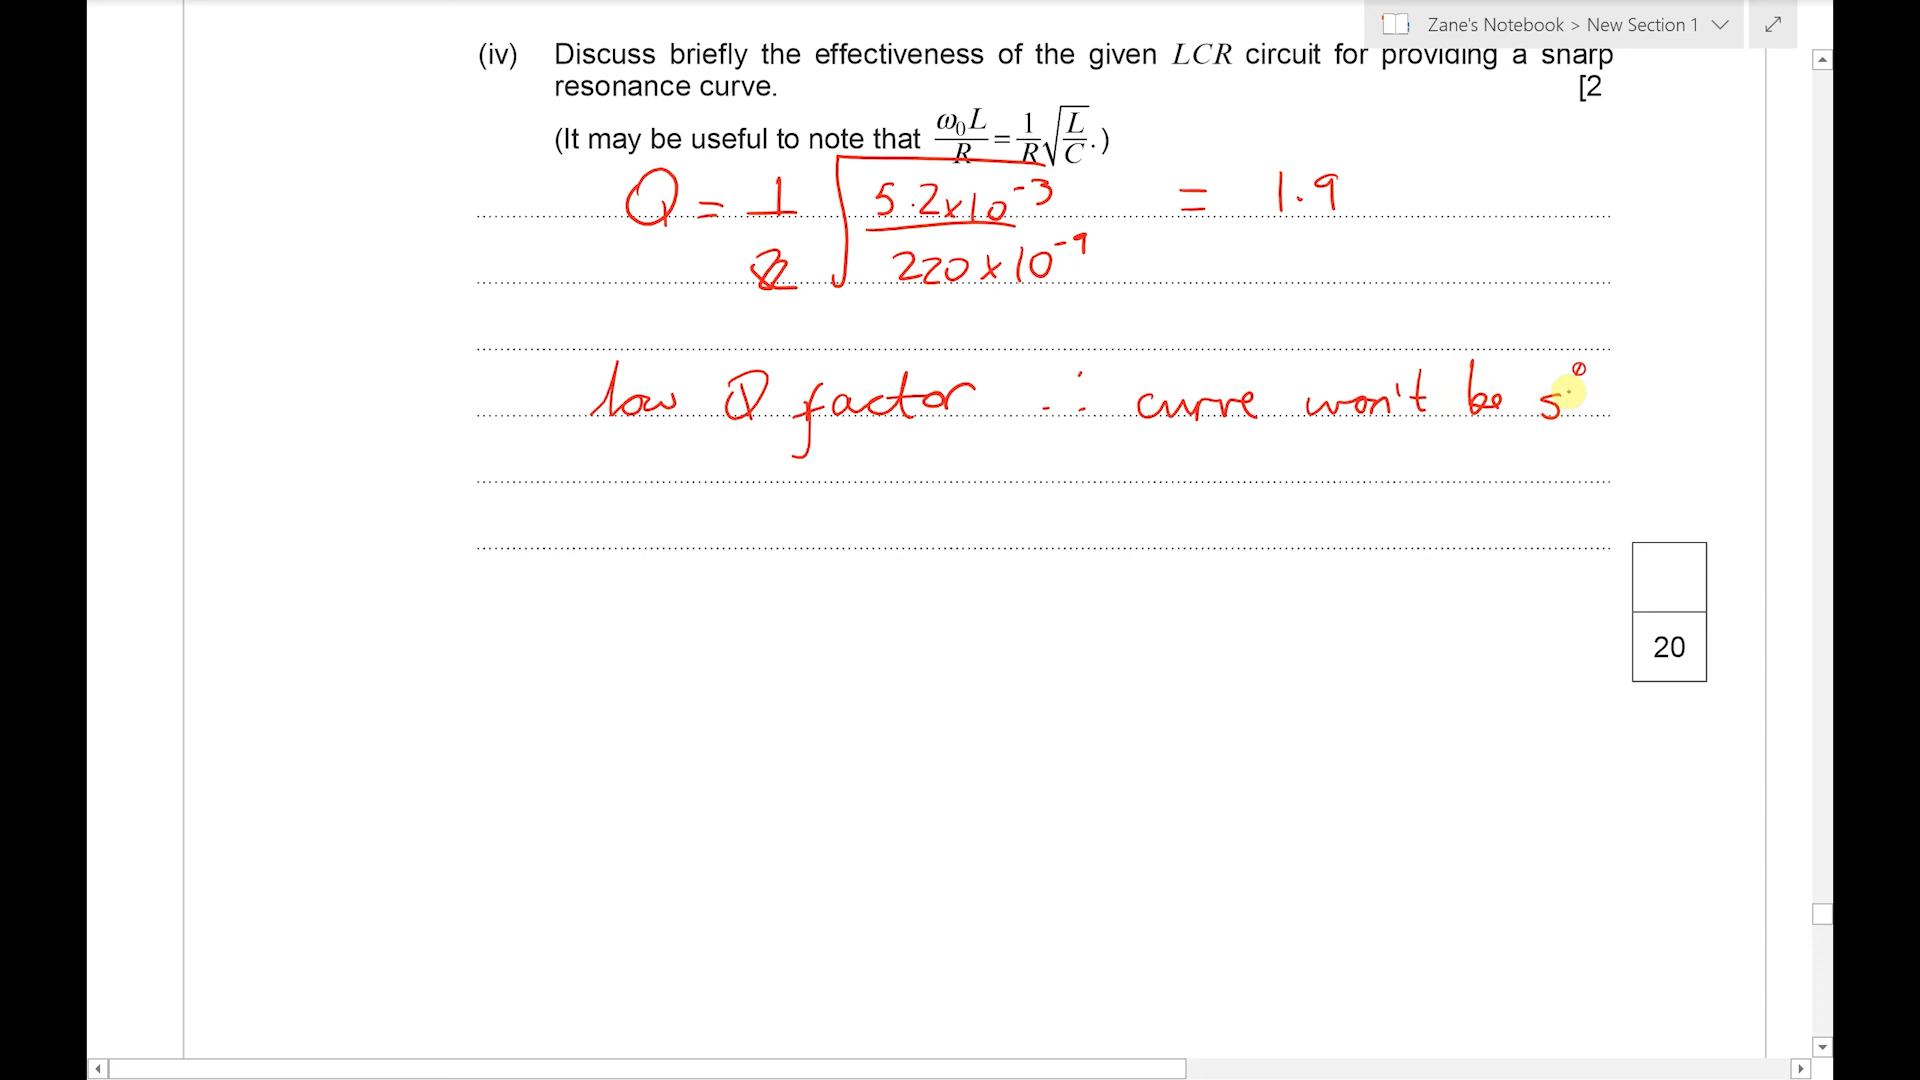 Zane's Notebook > New Section 1
(iv) Discuss briefly the effectiveness of the given LCR circuit for providing a sharp
resonance curve. [2
(It may be useful to note that ω₀L/R = 1/R √(L/C).)
Q = 1/2 √(5.2×10⁻³/220×10⁻⁹) = 1.9
low Q factor ∴ curve won't be s
20